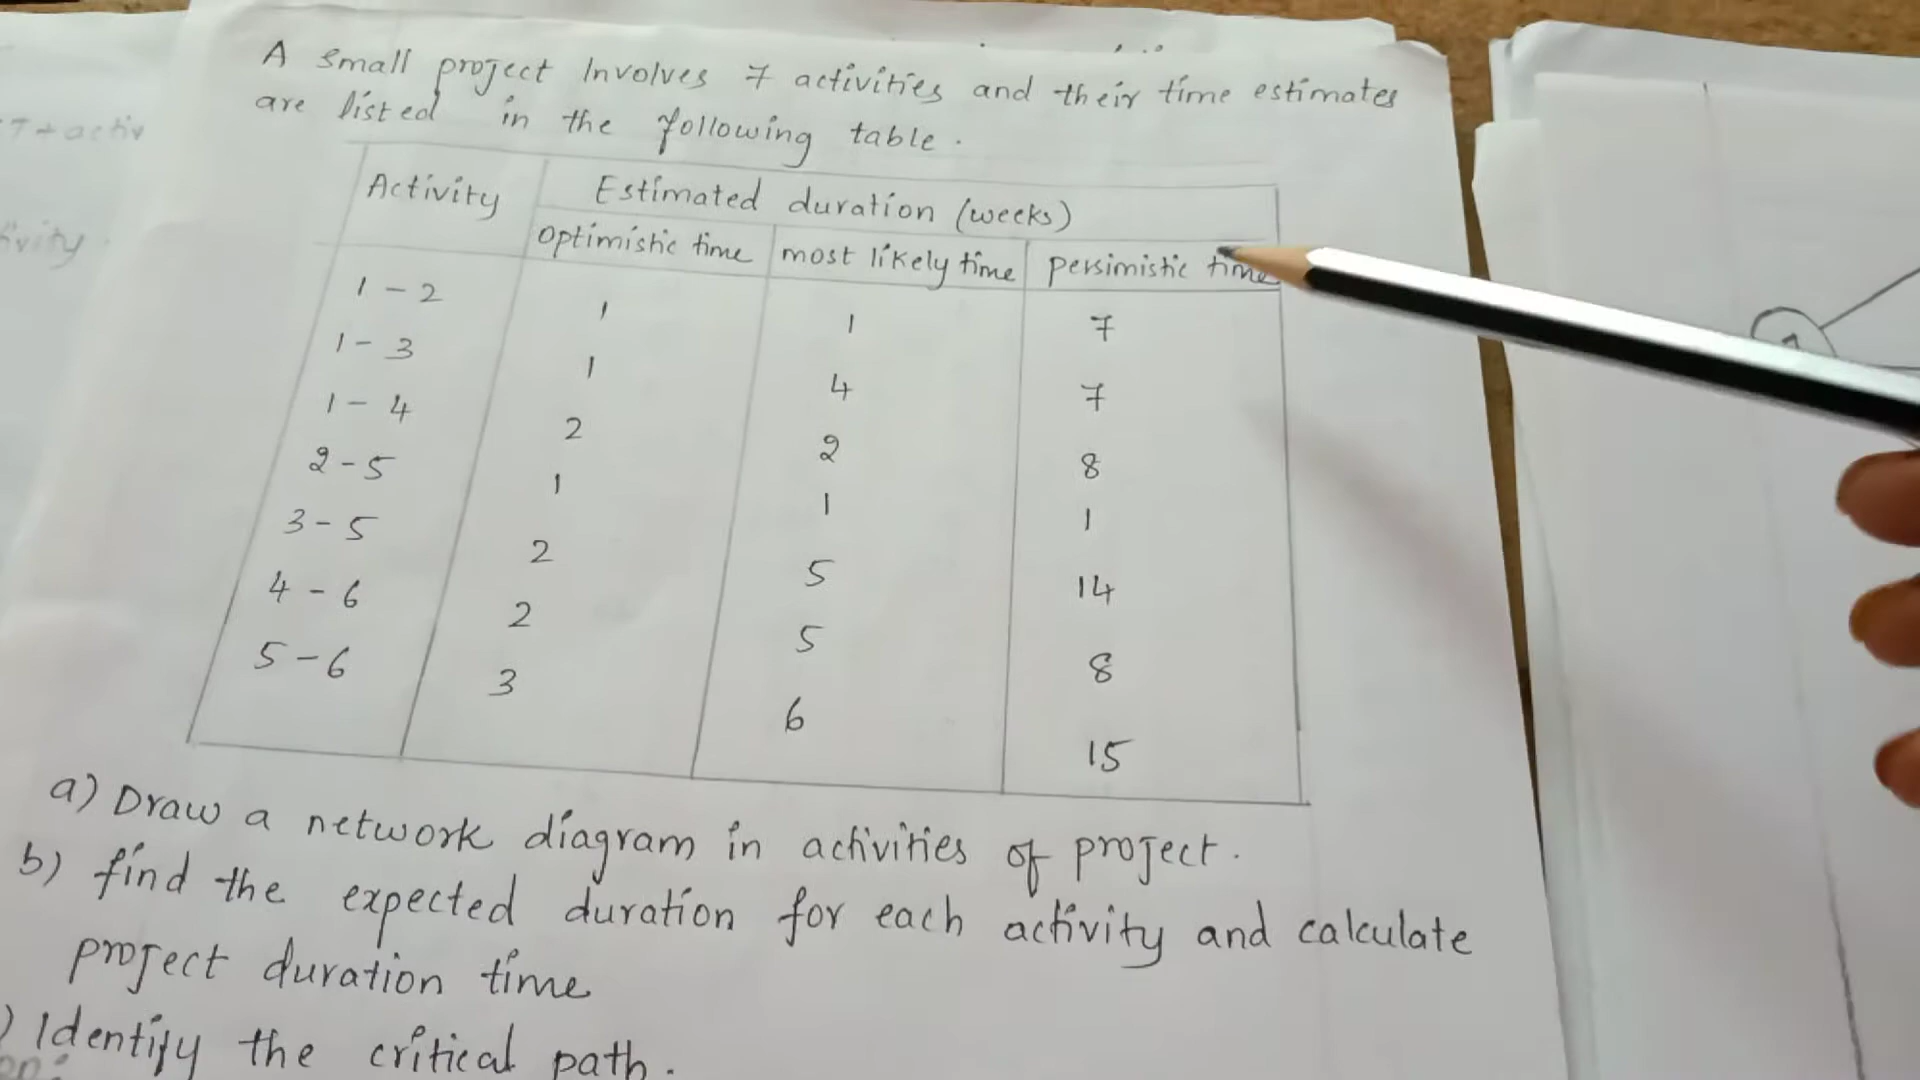 A small project Involves 7 activities and their time estimates
are listed in the following table.
Activity Estimated duration (weeks)
optimistic time most likely time persimistic time
1 - 2 1 1 7
1 - 3 1 4 7
1 - 4 2 2 8
2 - 5 1 1 1
3 - 5 2 5 14
4 - 6 2 5 8
5 - 6 3 6 15
a) Draw a network diagram in activities of project.
b) find the expected duration for each activity and calculate
project duration time
) Identify the critical path.